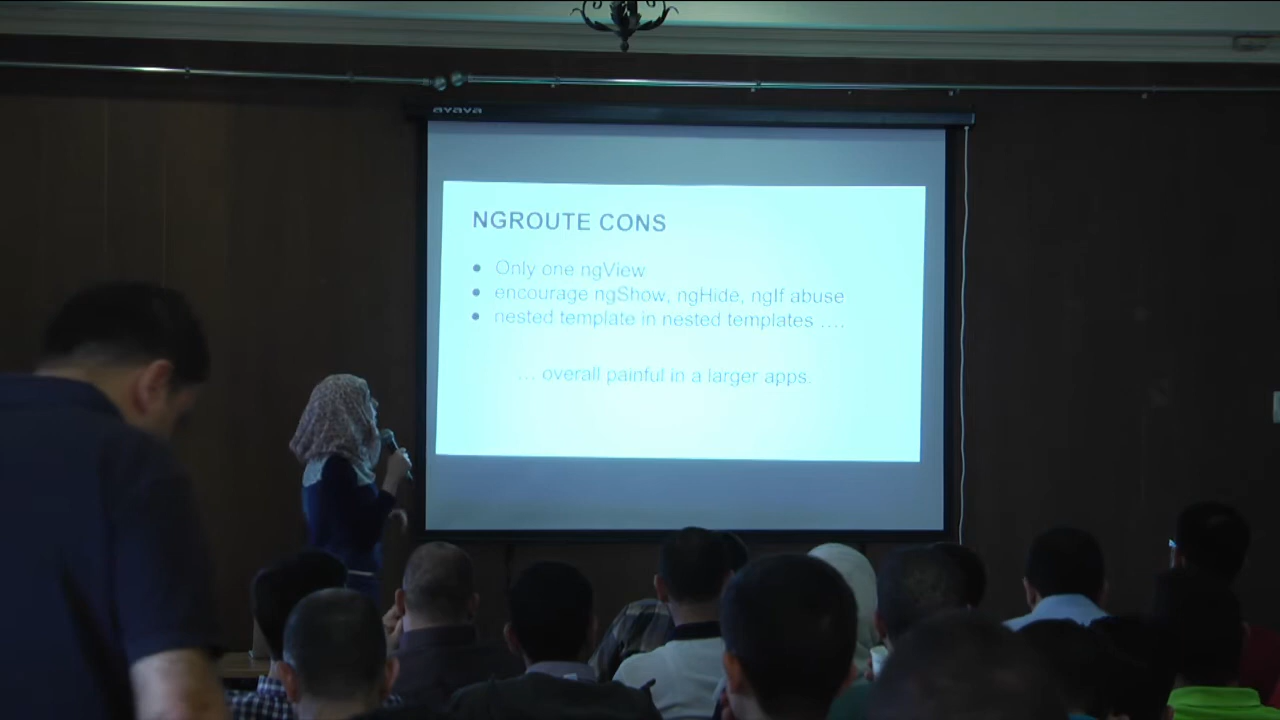 AVAYA
NGROUTE CONS
● Only one ngView
● encourage ngShow, ngHide, ngIf abuse
● nested template in nested templates ....
... overall painful in a larger apps.